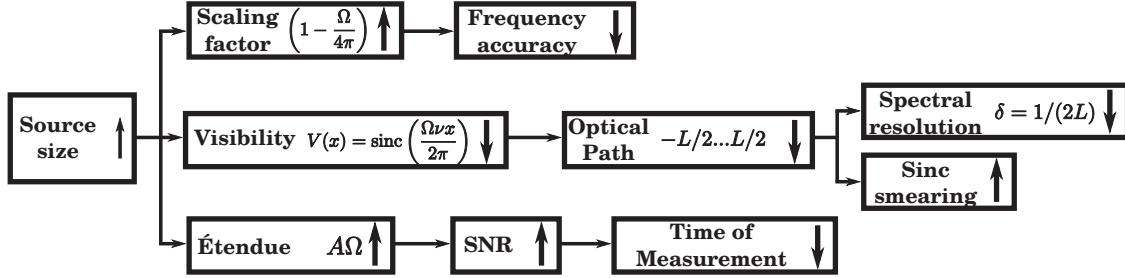 Source
size
Scaling
factor (1 − Ω/4π)
Frequency
accuracy
Visibility V(x) = sinc (Ωνx/2π)
Optical
Path −L/2...L/2
Spectral
resolution δ = 1/(2L)
Sinc
smearing
Étendue AΩ
SNR
Time of
Measurement